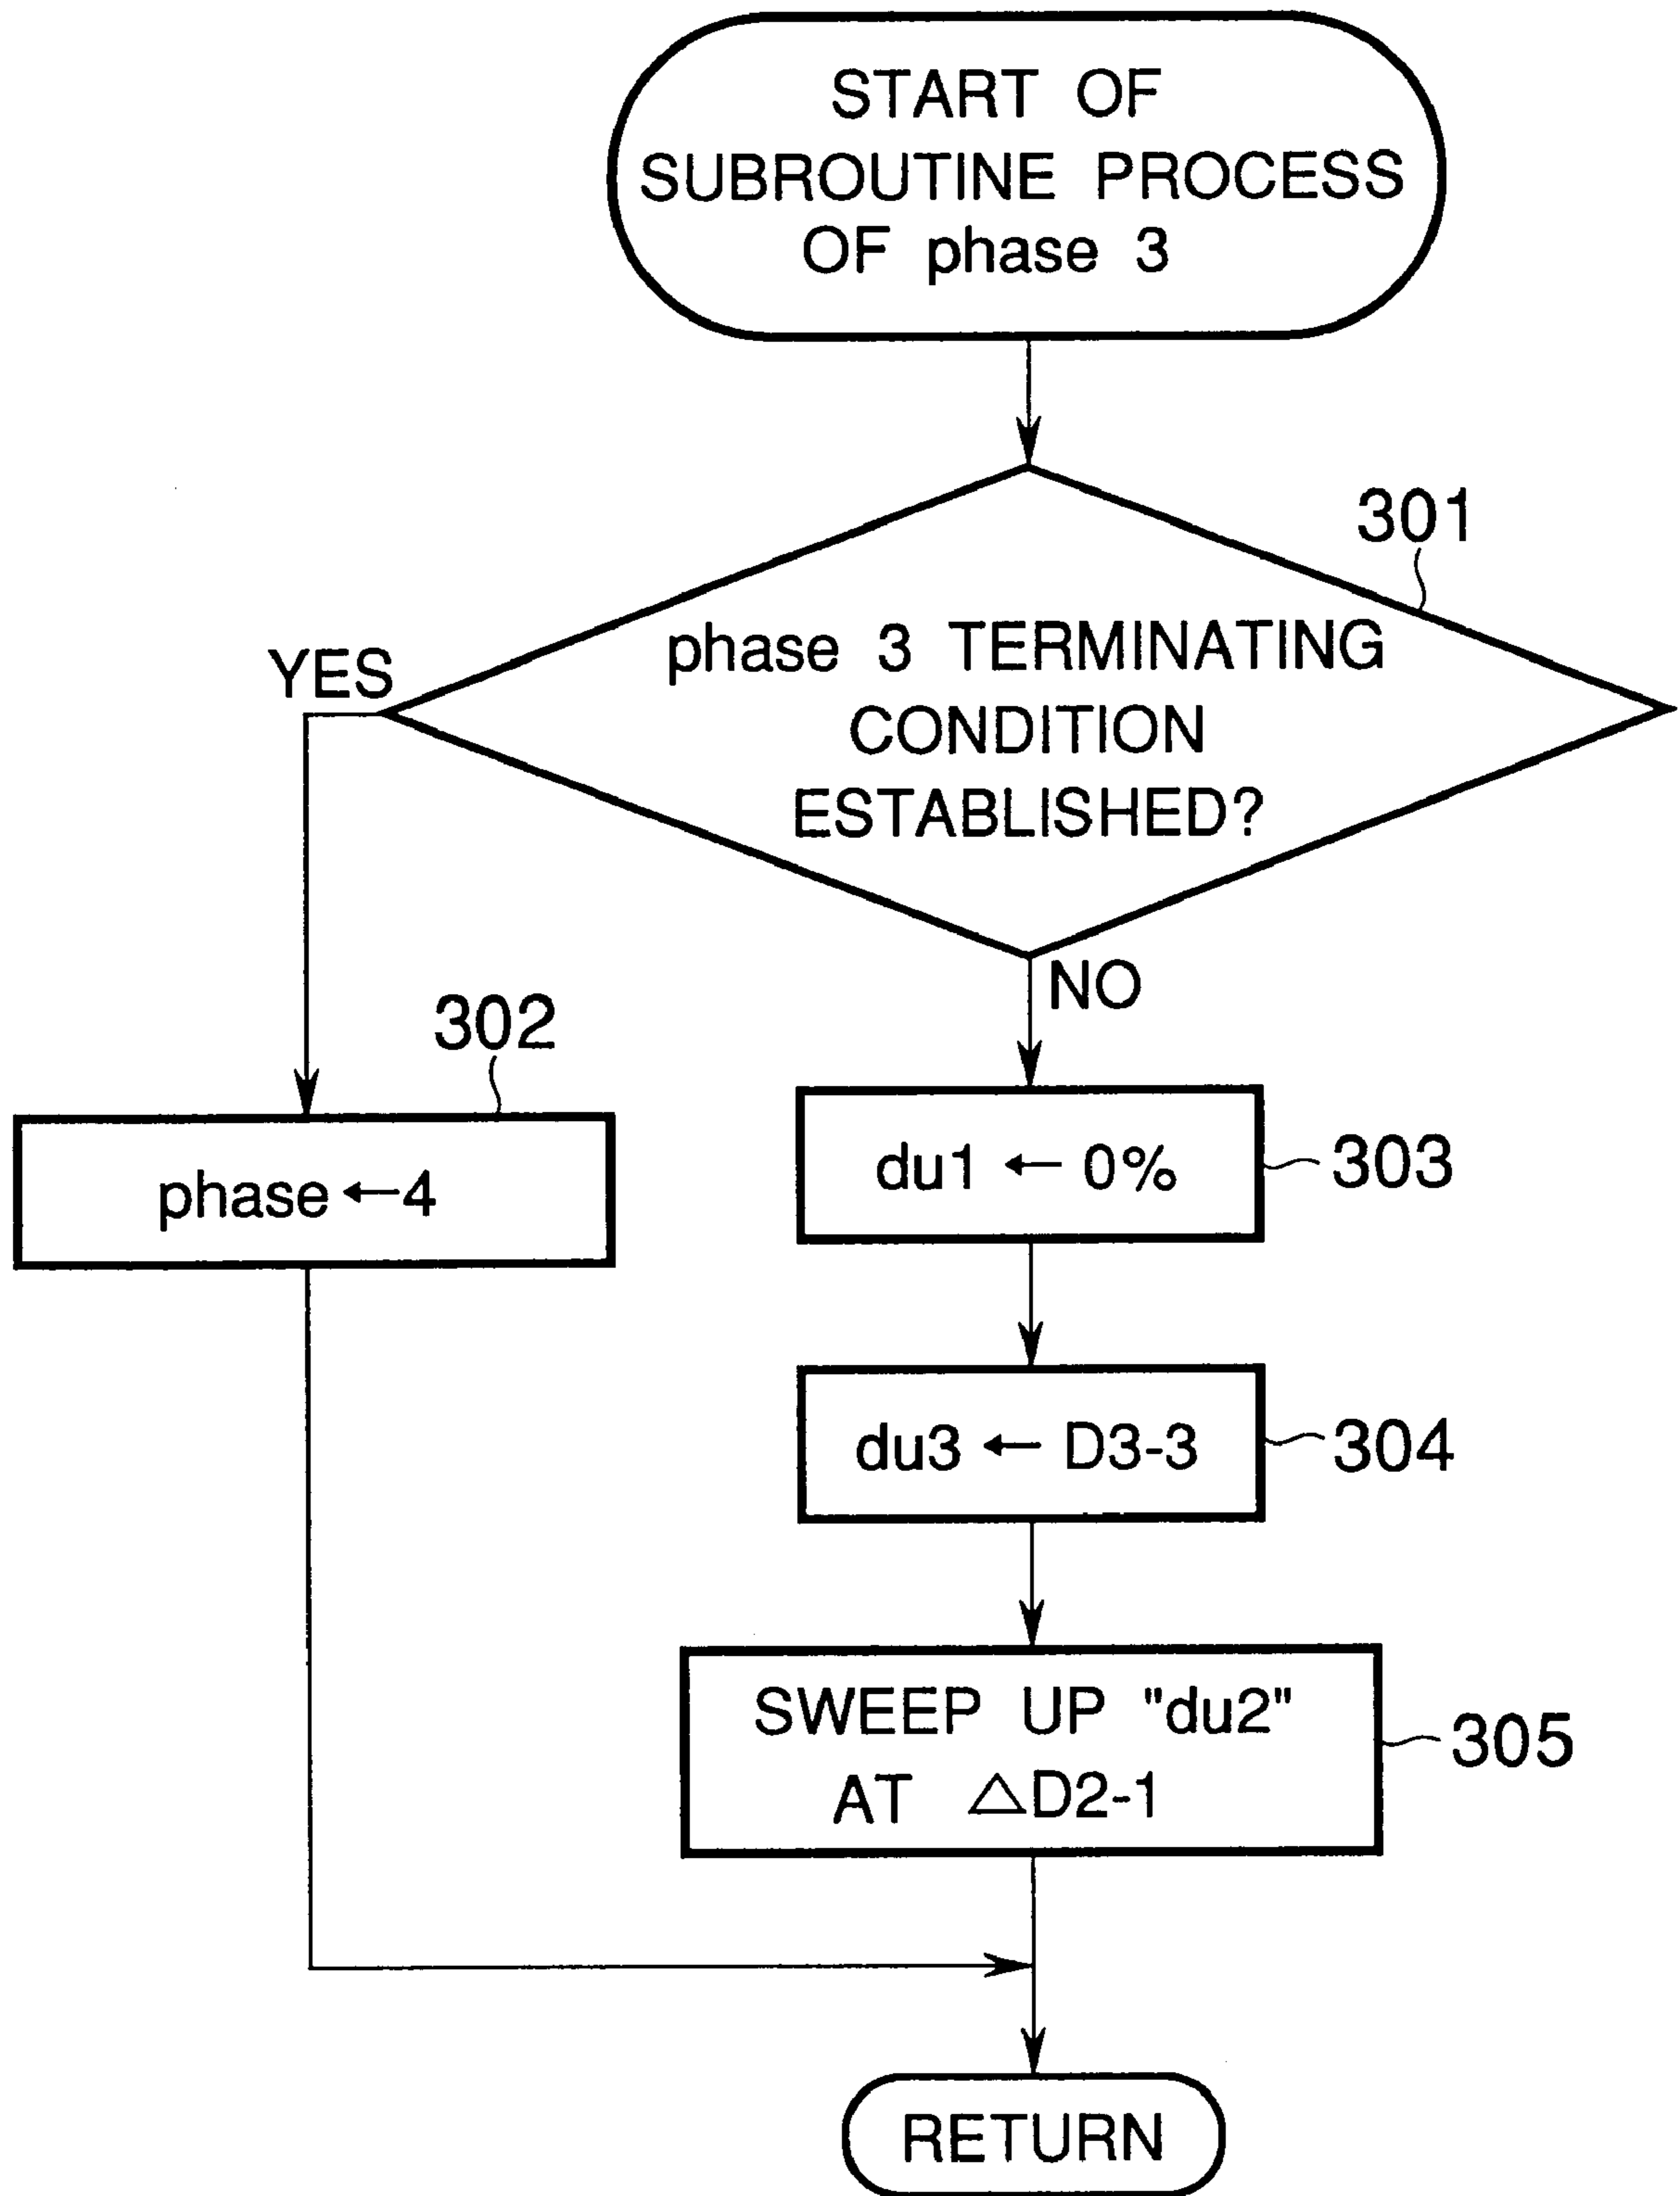 START OF
SUBROUTINE PROCESS
OF phase 3
301
phase 3 TERMINATING
CONDITION
ESTABLISHED?
YES
NO
302
phase ← 4
du1 ← 0%
303
du3 ← D3-3
304
SWEEP UP "du2"
AT △D2-1
305
RETURN